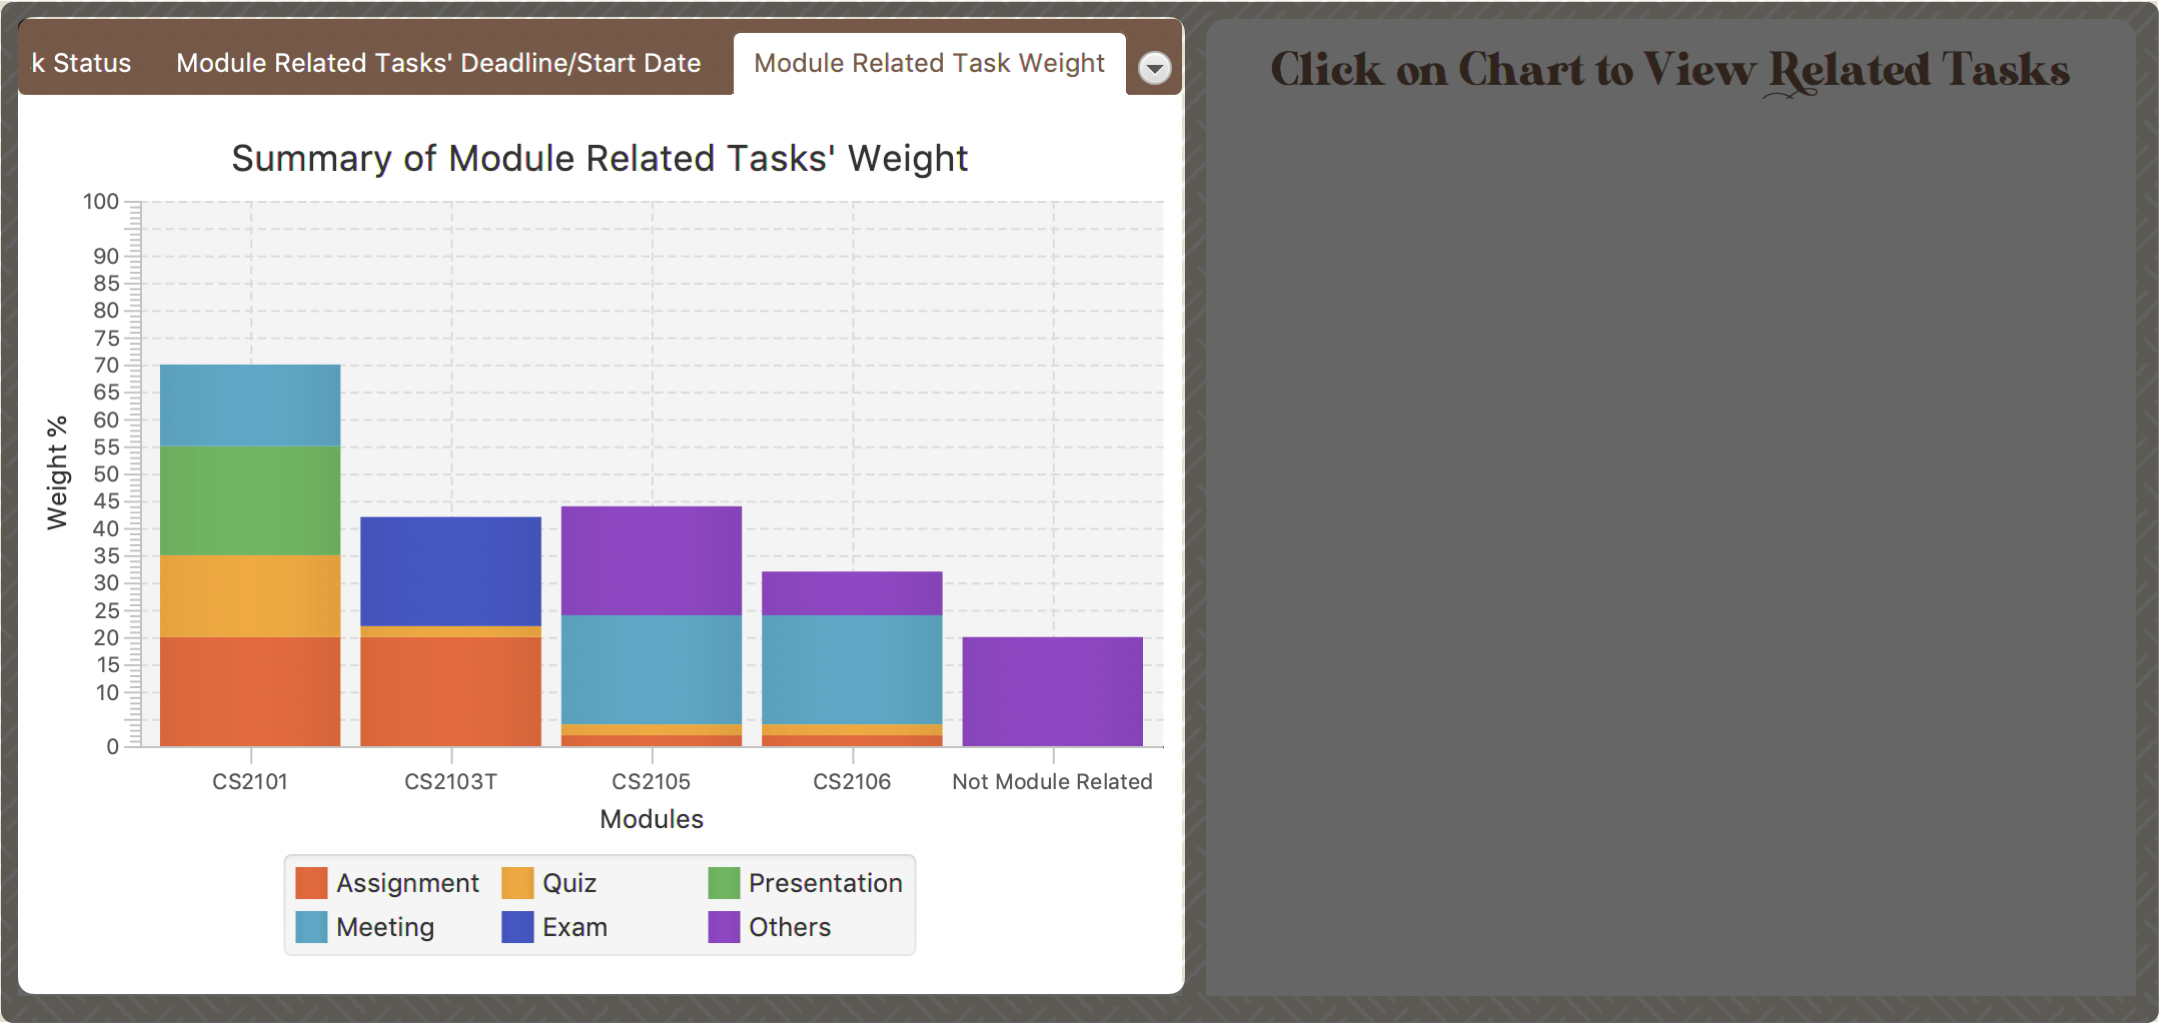 k Status
Module Related Tasks' Deadline/Start Date
Module Related Task Weight
Click on Chart to View Related Tasks
Summary of Module Related Tasks' Weight
100
90
85
80
75
70
65
60
55
50
45
40
35
30
25
20
15
10
0
Weight %
CS2101
CS2103T
CS2105
CS2106
Not Module Related
Modules
Assignment
Quiz
Presentation
Meeting
Exam
Others